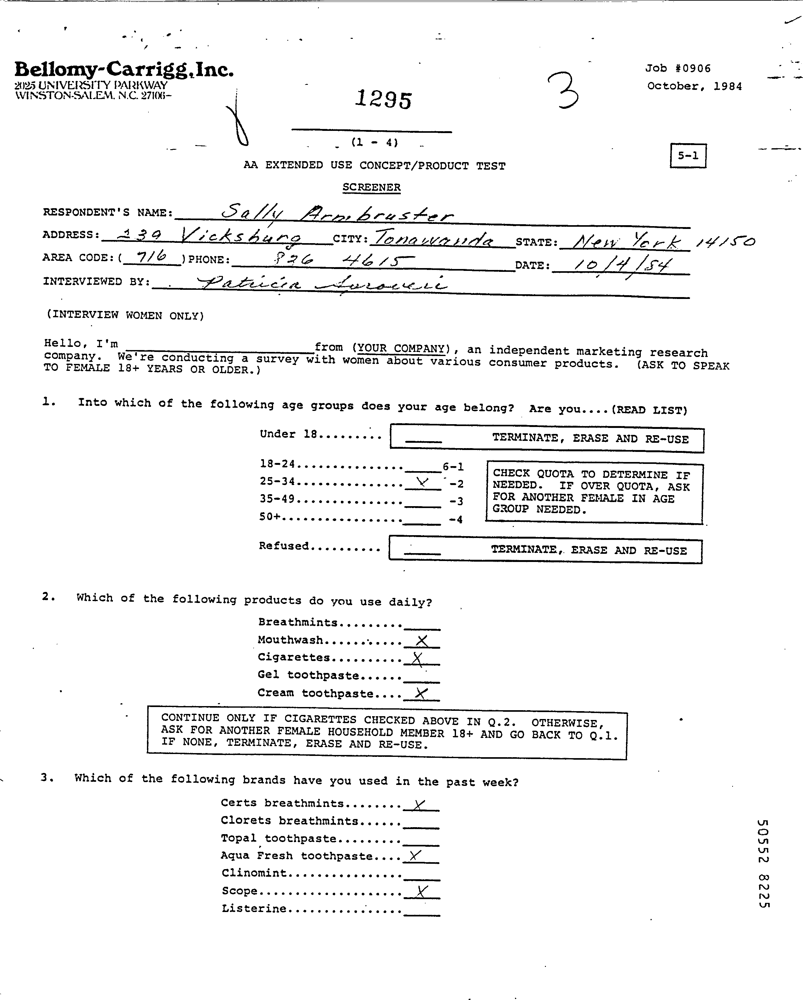 Bellomy-Carrigg, Inc.
2025 UNIVERSITY PARKWAY
WINSTON-SALEM, N.C. 27106-
Job #0906
October, 1984
3
1295
(1 - 4)
5-1
AA EXTENDED USE CONCEPT/PRODUCT TEST
SCREENER
RESPONDENT'S NAME: Sally Armbruster
ADDRESS: 239 Vicksburg CITY: Tonawanda STATE: New York 14150
AREA CODE: ( 716 ) PHONE: 826 4615 DATE: 10/4/84
INTERVIEWED BY: Patricia
(INTERVIEW WOMEN ONLY)
Hello, I'm ____ from (YOUR COMPANY), an independent marketing research
company. We're conducting a survey with women about various consumer products. (ASK TO SPEAK
TO FEMALE 18+ YEARS OR OLDER.)
1. Into which of the following age groups does your age belong? Are you....(READ LIST)
Under 18......... ____ TERMINATE, ERASE AND RE-USE
18-24............... ____ 6-1
25-34............... ✓ -2
35-49............... ____ -3
50+................. ____ -4
CHECK QUOTA TO DETERMINE IF
NEEDED. IF OVER QUOTA, ASK
FOR ANOTHER FEMALE IN AGE
GROUP NEEDED.
Refused.......... ____ TERMINATE, ERASE AND RE-USE
2. Which of the following products do you use daily?
Breathmints......... ____
Mouthwash........... X
Cigarettes.......... X
Gel toothpaste...... ____
Cream toothpaste.... X
CONTINUE ONLY IF CIGARETTES CHECKED ABOVE IN Q.2. OTHERWISE,
ASK FOR ANOTHER FEMALE HOUSEHOLD MEMBER 18+ AND GO BACK TO Q.1.
IF NONE, TERMINATE, ERASE AND RE-USE.
3. Which of the following brands have you used in the past week?
Certs breathmints........ X
Clorets breathmints...... ____
Topal toothpaste......... ____
Aqua Fresh toothpaste.... X
Clinomint................ ____
Scope.................... X
Listerine................ ____
50552 8225